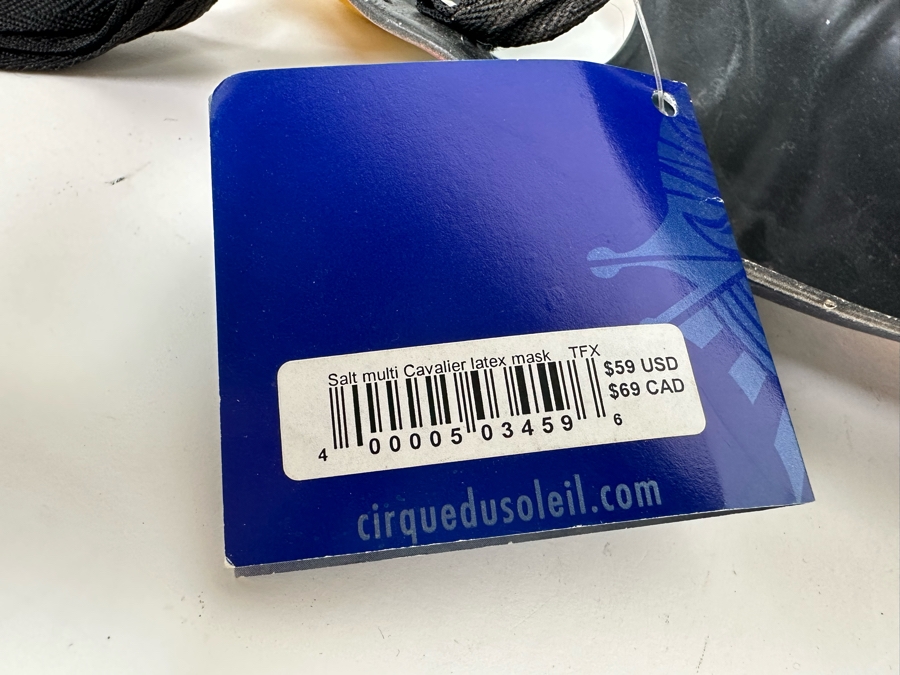 Salt multi Cavalier latex mask TFX
$59 USD
$69 CAD
4 00005 03459 6
cirquedusoleil.com